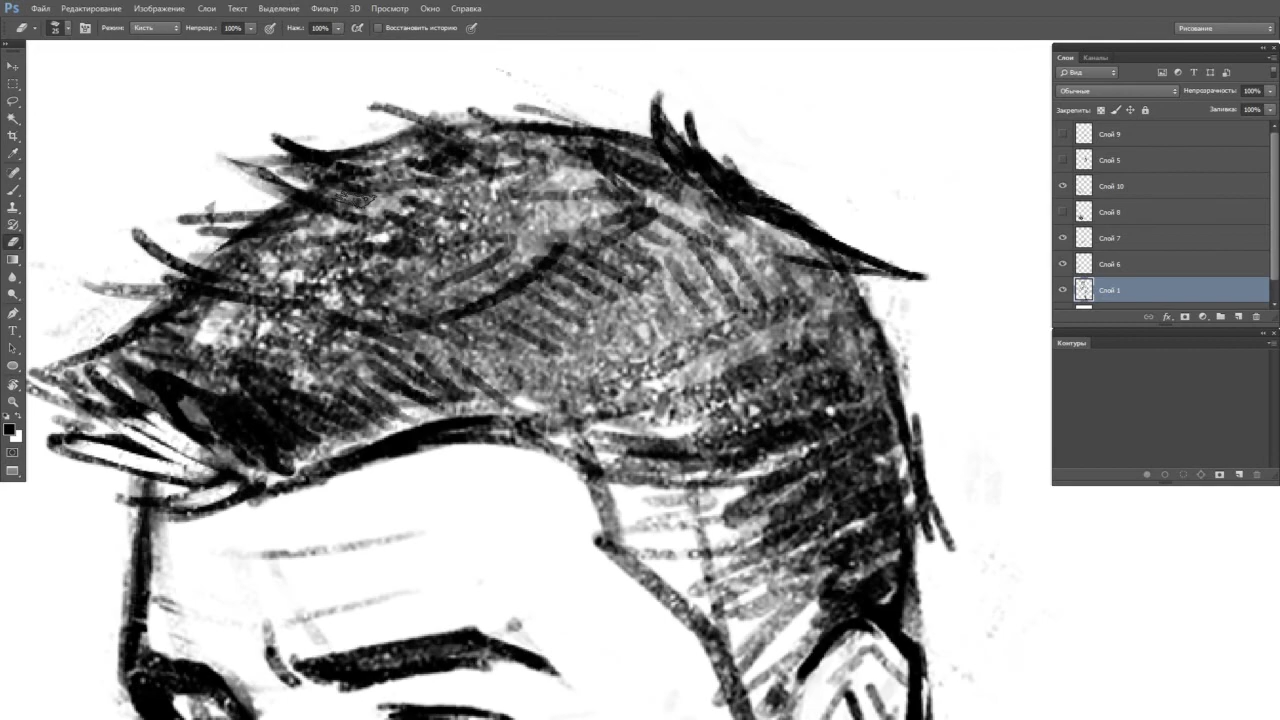 Ps Файл Редактирование Изображение Слои Текст Выделение Фильтр 3D Просмотр Окно Справка
25 Режим: Кисть Непрозр.: 100% Наж.: 100% Восстановить историю Рисование
Слои Каналы
Вид
Обычные Непрозрачность: 100%
Закрепить: Заливка: 100%
Слой 9
Слой 5
Слой 10
Слой 8
Слой 7
Слой 6
Слой 1
fx
Контуры